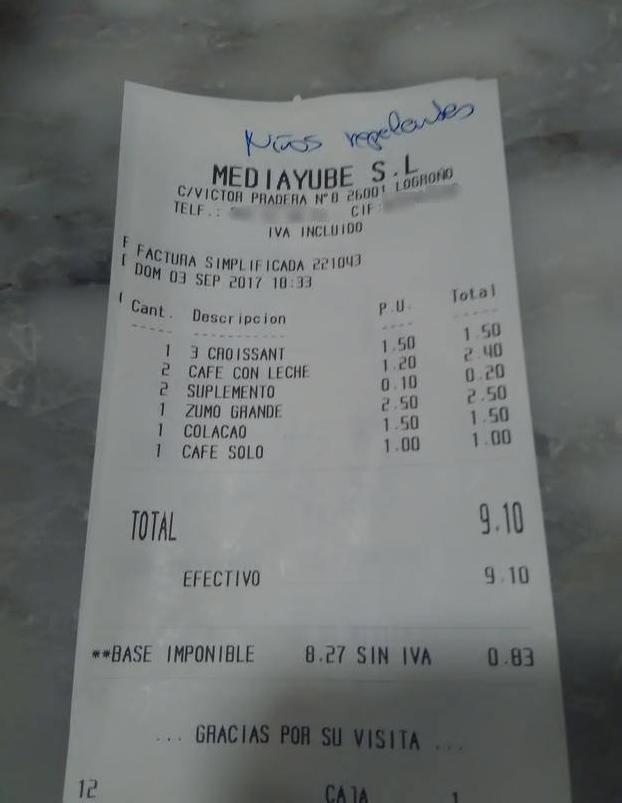 Niños repelentes
MEDIAYUBE S.L
C/VICTOR PRADERA Nº8 26001 LOGROÑO
TELF.: CIF:
IVA INCLUIDO
FACTURA SIMPLIFICADA 221043
DOM 03 SEP 2017 10:33
Cant. Descripcion P.U. Total
1 3 CROISSANT 1.50 1.50
2 CAFE CON LECHE 1.20 2.40
2 SUPLEMENTO 0.10 0.20
1 ZUMO GRANDE 2.50 2.50
1 COLACAO 1.50 1.50
1 CAFE SOLO 1.00 1.00
TOTAL 9.10
EFECTIVO 9.10
**BASE IMPONIBLE 8.27 SIN IVA 0.83
... GRACIAS POR SU VISITA ...
12 CAJA 1